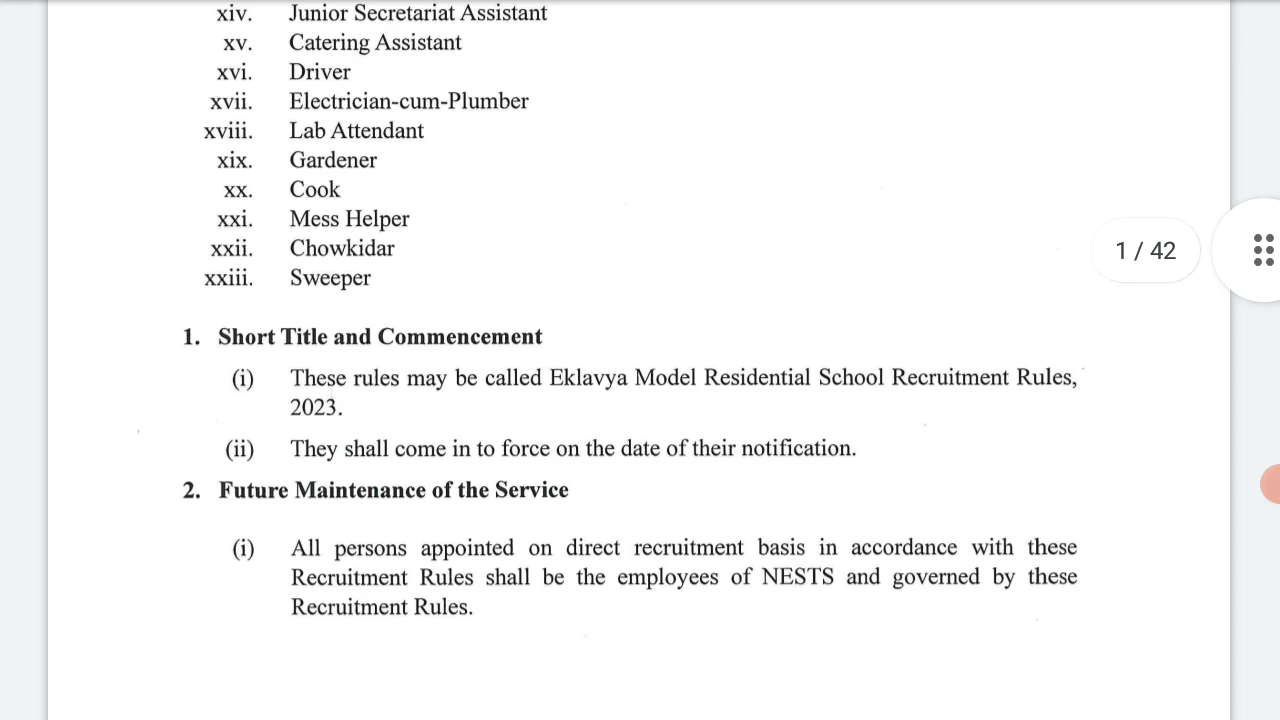 xiv. Junior Secretariat Assistant
xv. Catering Assistant
xvi. Driver
xvii. Electrician-cum-Plumber
xviii. Lab Attendant
xix. Gardener
xx. Cook
xxi. Mess Helper
xxii. Chowkidar
xxiii. Sweeper
1 / 42
1. Short Title and Commencement
(i) These rules may be called Eklavya Model Residential School Recruitment Rules,
2023.
(ii) They shall come in to force on the date of their notification.
2. Future Maintenance of the Service
(i) All persons appointed on direct recruitment basis in accordance with these
Recruitment Rules shall be the employees of NESTS and governed by these
Recruitment Rules.